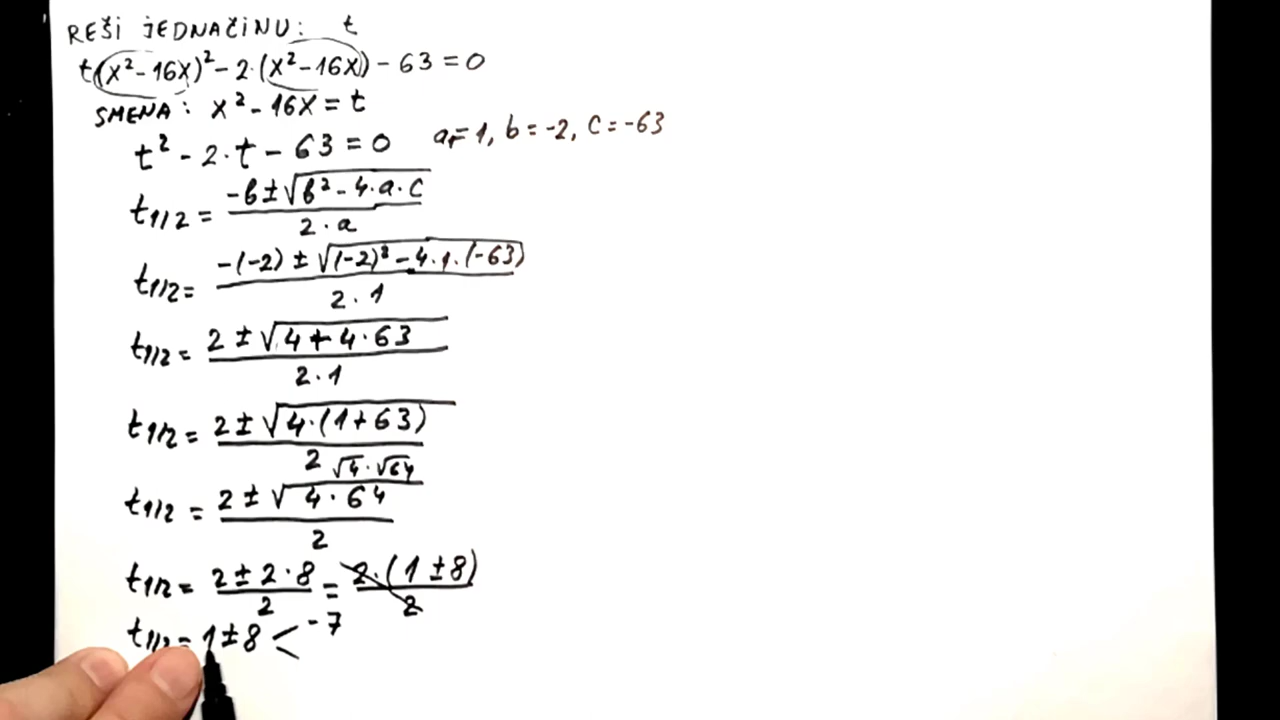 REŠI JEDNAČINU: t
t(x²-16x)²-2·(x²-16x)-63=0
SMENA: x²-16x=t
t²-2·t-63=0 a=1, b=-2, c=-63
t1/2 = -b±√b²-4·a·c
2·a
t1/2 = -(-2)±√(-2)²-4·1·(-63)
2·1
t1/2 = 2±√4+4·63
2·1
t1/2 = 2±√4·(1+63)
2 √4·√64
t1/2 = 2±√4·64
2
t1/2 = 2±2·8 = 2·(1±8)
2 2
t1/2 = 1±8 < -7